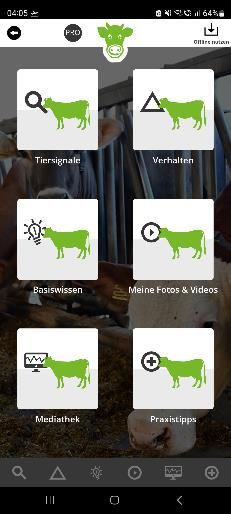 04:05
64%
PRO
Offline nutzen
Tiersignale
Verhalten
Basiswissen
Meine Fotos & Videos
Mediathek
Praxistipps